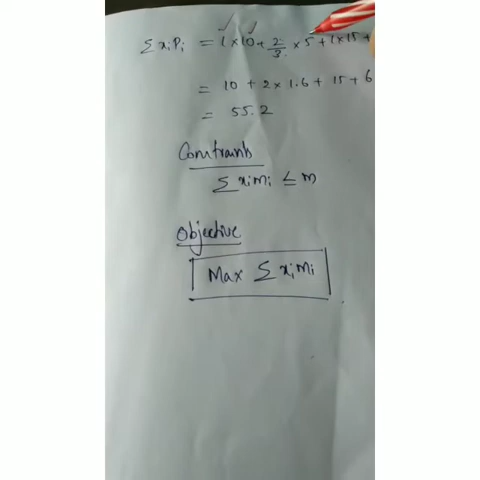 ∑ xᵢPᵢ = 1×10 + 2/3 × 5 + 1×15 +
= 10 + 2×1.6 + 15 + 6
= 55.2
Constraints
∑ xᵢmᵢ ≤ m
Objective
Max ∑ xᵢmᵢ